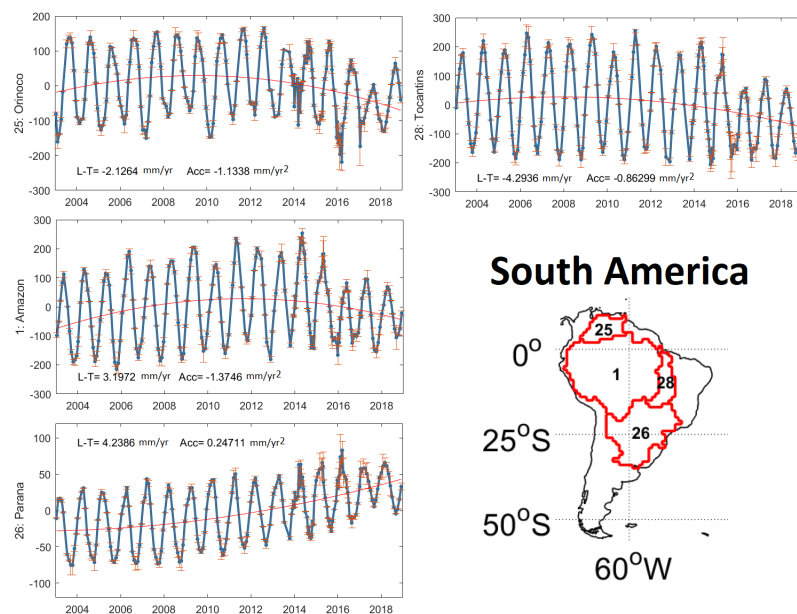 200
100
0
-100
-200
-300
25: Orinoco
L-T= -2.1264 mm/yr Acc= -1.1338 mm/yr2
2004 2006 2008 2010 2012 2014 2016 2018
300
200
100
0
-100
-200
-300
28: Tocantins
L-T= -4.2936 mm/yr Acc= -0.86299 mm/yr2
2004 2006 2008 2010 2012 2014 2016 2018
300
200
100
0
-100
-200
-300
1: Amazon
L-T= 3.1972 mm/yr Acc= -1.3746 mm/yr2
2004 2006 2008 2010 2012 2014 2016 2018
100
50
0
-50
-100
26: Parana
L-T= 4.2386 mm/yr Acc= 0.24711 mm/yr2
2004 2006 2008 2010 2012 2014 2016 2018
South America
25
0°
1
28
26
25°S
50°S
60°W